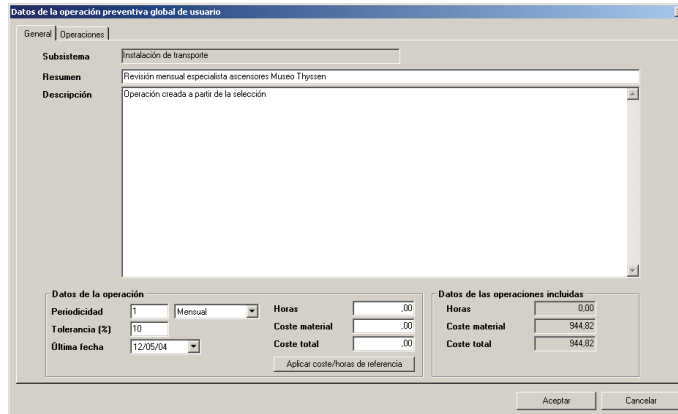 Datos de la operación preventiva global de usuario
General Operaciones
Subsistema Instalación de transporte
Resumen Revisión mensual especialista ascensores Museo Thyssen
Descripción Operación creada a partir de la selección
Datos de la operación
Periodicidad 1 Mensual
Tolerancia (%) 10
Última fecha 12/05/04
Horas ,00
Coste material ,00
Coste total ,00
Aplicar coste/horas de referencia
Datos de las operaciones incluidas
Horas 0,00
Coste material 944,82
Coste total 944,82
Aceptar Cancelar